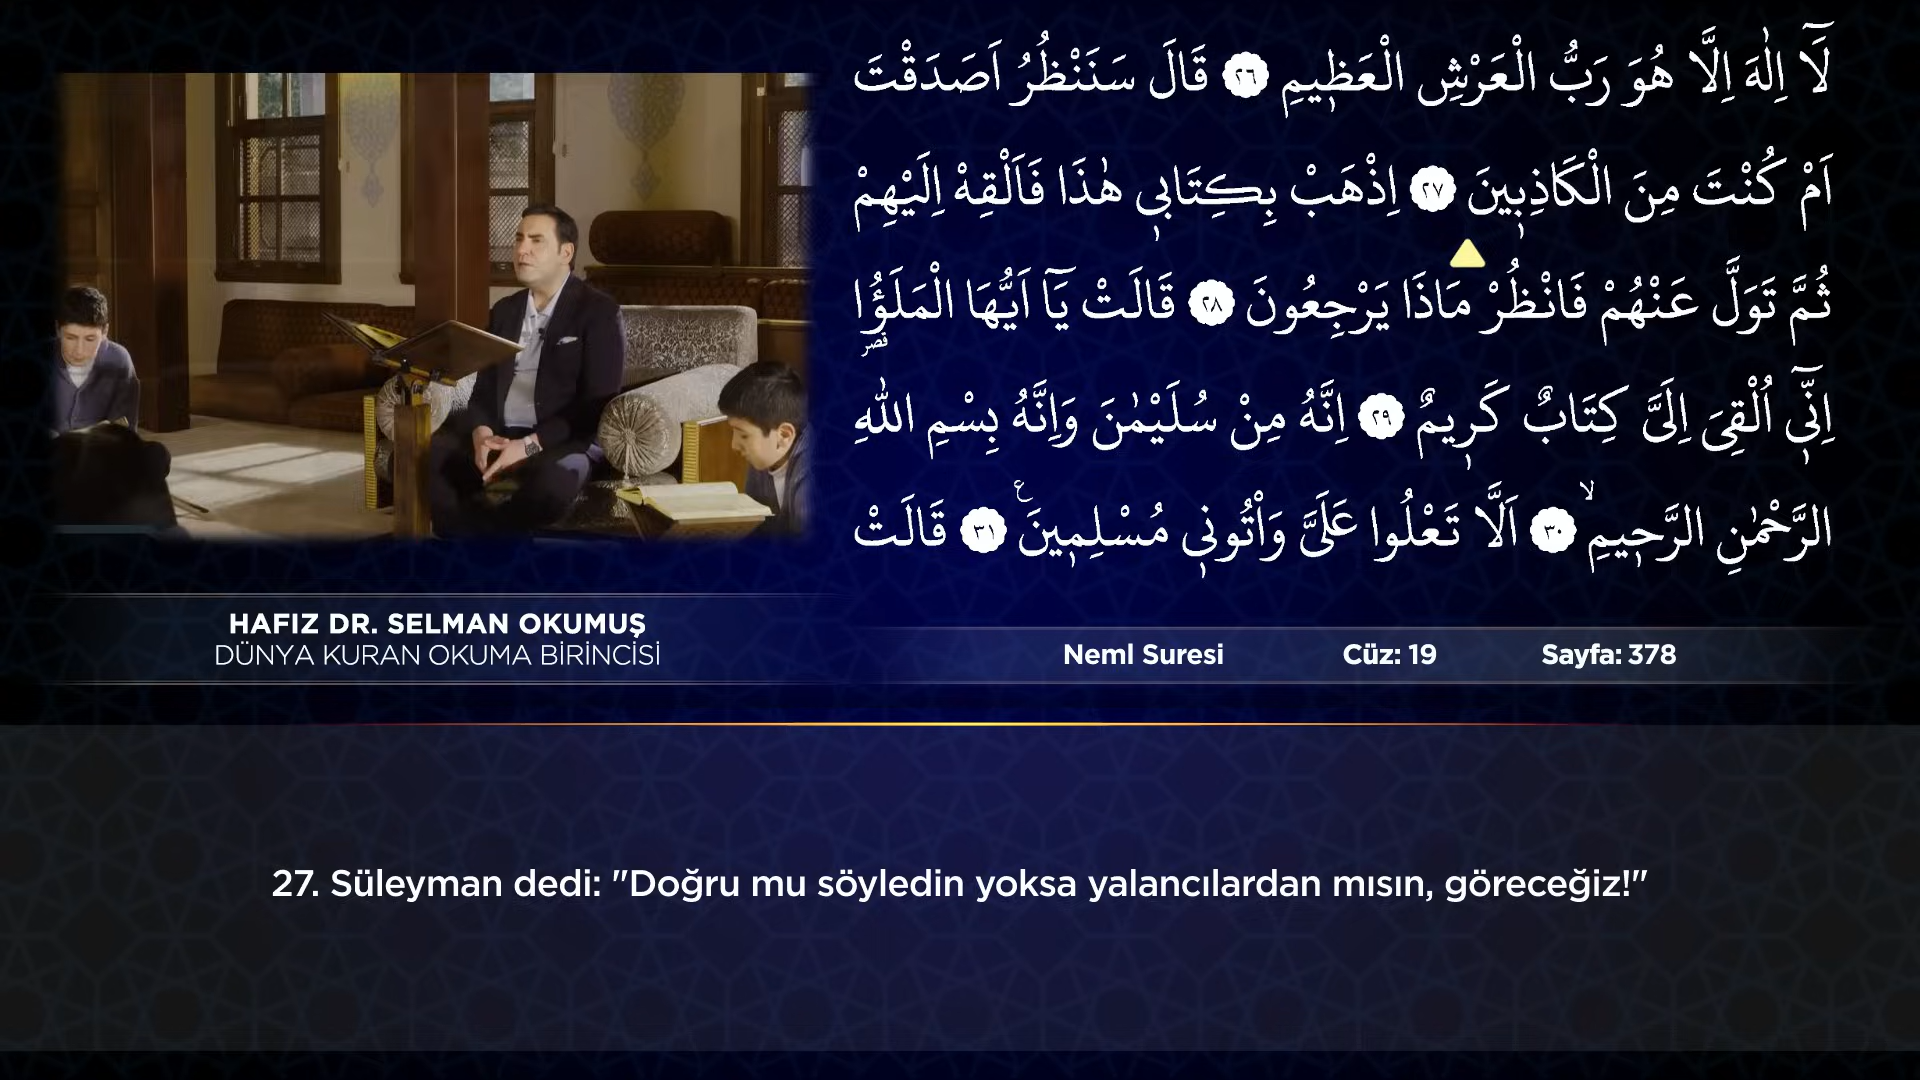 لَٓا اِلٰهَ اِلَّا هُوَ رَبُّ الْعَرْشِ الْعَظ۪يمِ ﴿٢٦﴾ قَالَ سَنَنْظُرُ اَصَدَقْتَ
اَمْ كُنْتَ مِنَ الْكَاذِب۪ينَ ﴿٢٧﴾ اِذْهَبْ بِكِتَاب۪ي هٰذَا فَاَلْقِهْ اِلَيْهِمْ
ثُمَّ تَوَلَّ عَنْهُمْ فَانْظُرْ مَاذَا يَرْجِعُونَ ﴿٢٨﴾ قَالَتْ يَٓا اَيُّهَا الْمَلَؤُ۬ا
قصر
اِنّ۪ٓي اُلْقِيَ اِلَيَّ كِتَابٌ كَر۪يمٌ ﴿٢٩﴾ اِنَّهُ مِنْ سُلَيْمٰنَ وَاِنَّهُ بِسْمِ اللّٰهِ
الرَّحْمٰنِ الرَّح۪يمِۙ ﴿٣٠﴾ اَلَّا تَعْلُوا عَلَيَّ وَأْتُون۪ي مُسْلِم۪ينَ ع ﴿٣١﴾ قَالَتْ
HAFIZ DR. SELMAN OKUMUŞ
DÜNYA KURAN OKUMA BİRİNCİSİ
Neml Suresi Cüz: 19 Sayfa: 378
27. Süleyman dedi: "Doğru mu söyledin yoksa yalancılardan mısın, göreceğiz!"